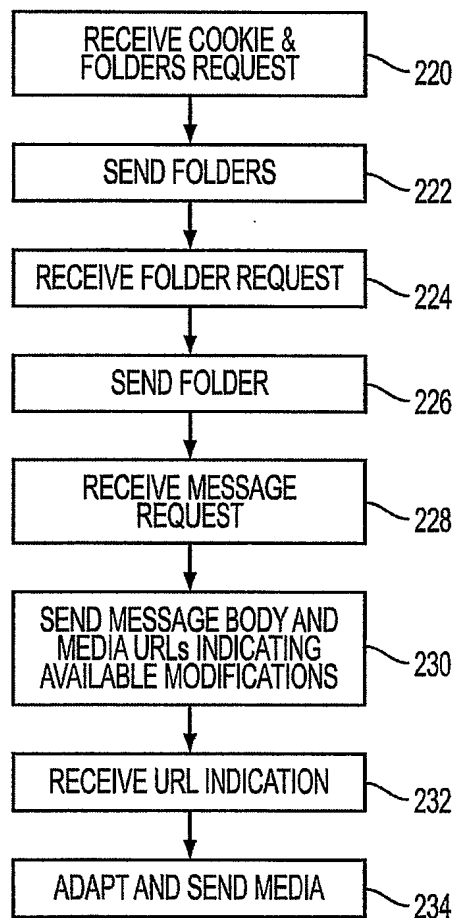 RECEIVE COOKIE &
FOLDERS REQUEST
220
SEND FOLDERS
222
RECEIVE FOLDER REQUEST
224
SEND FOLDER
226
RECEIVE MESSAGE
REQUEST
228
SEND MESSAGE BODY AND
MEDIA URLs INDICATING
AVAILABLE MODIFICATIONS
230
RECEIVE URL INDICATION
232
ADAPT AND SEND MEDIA
234